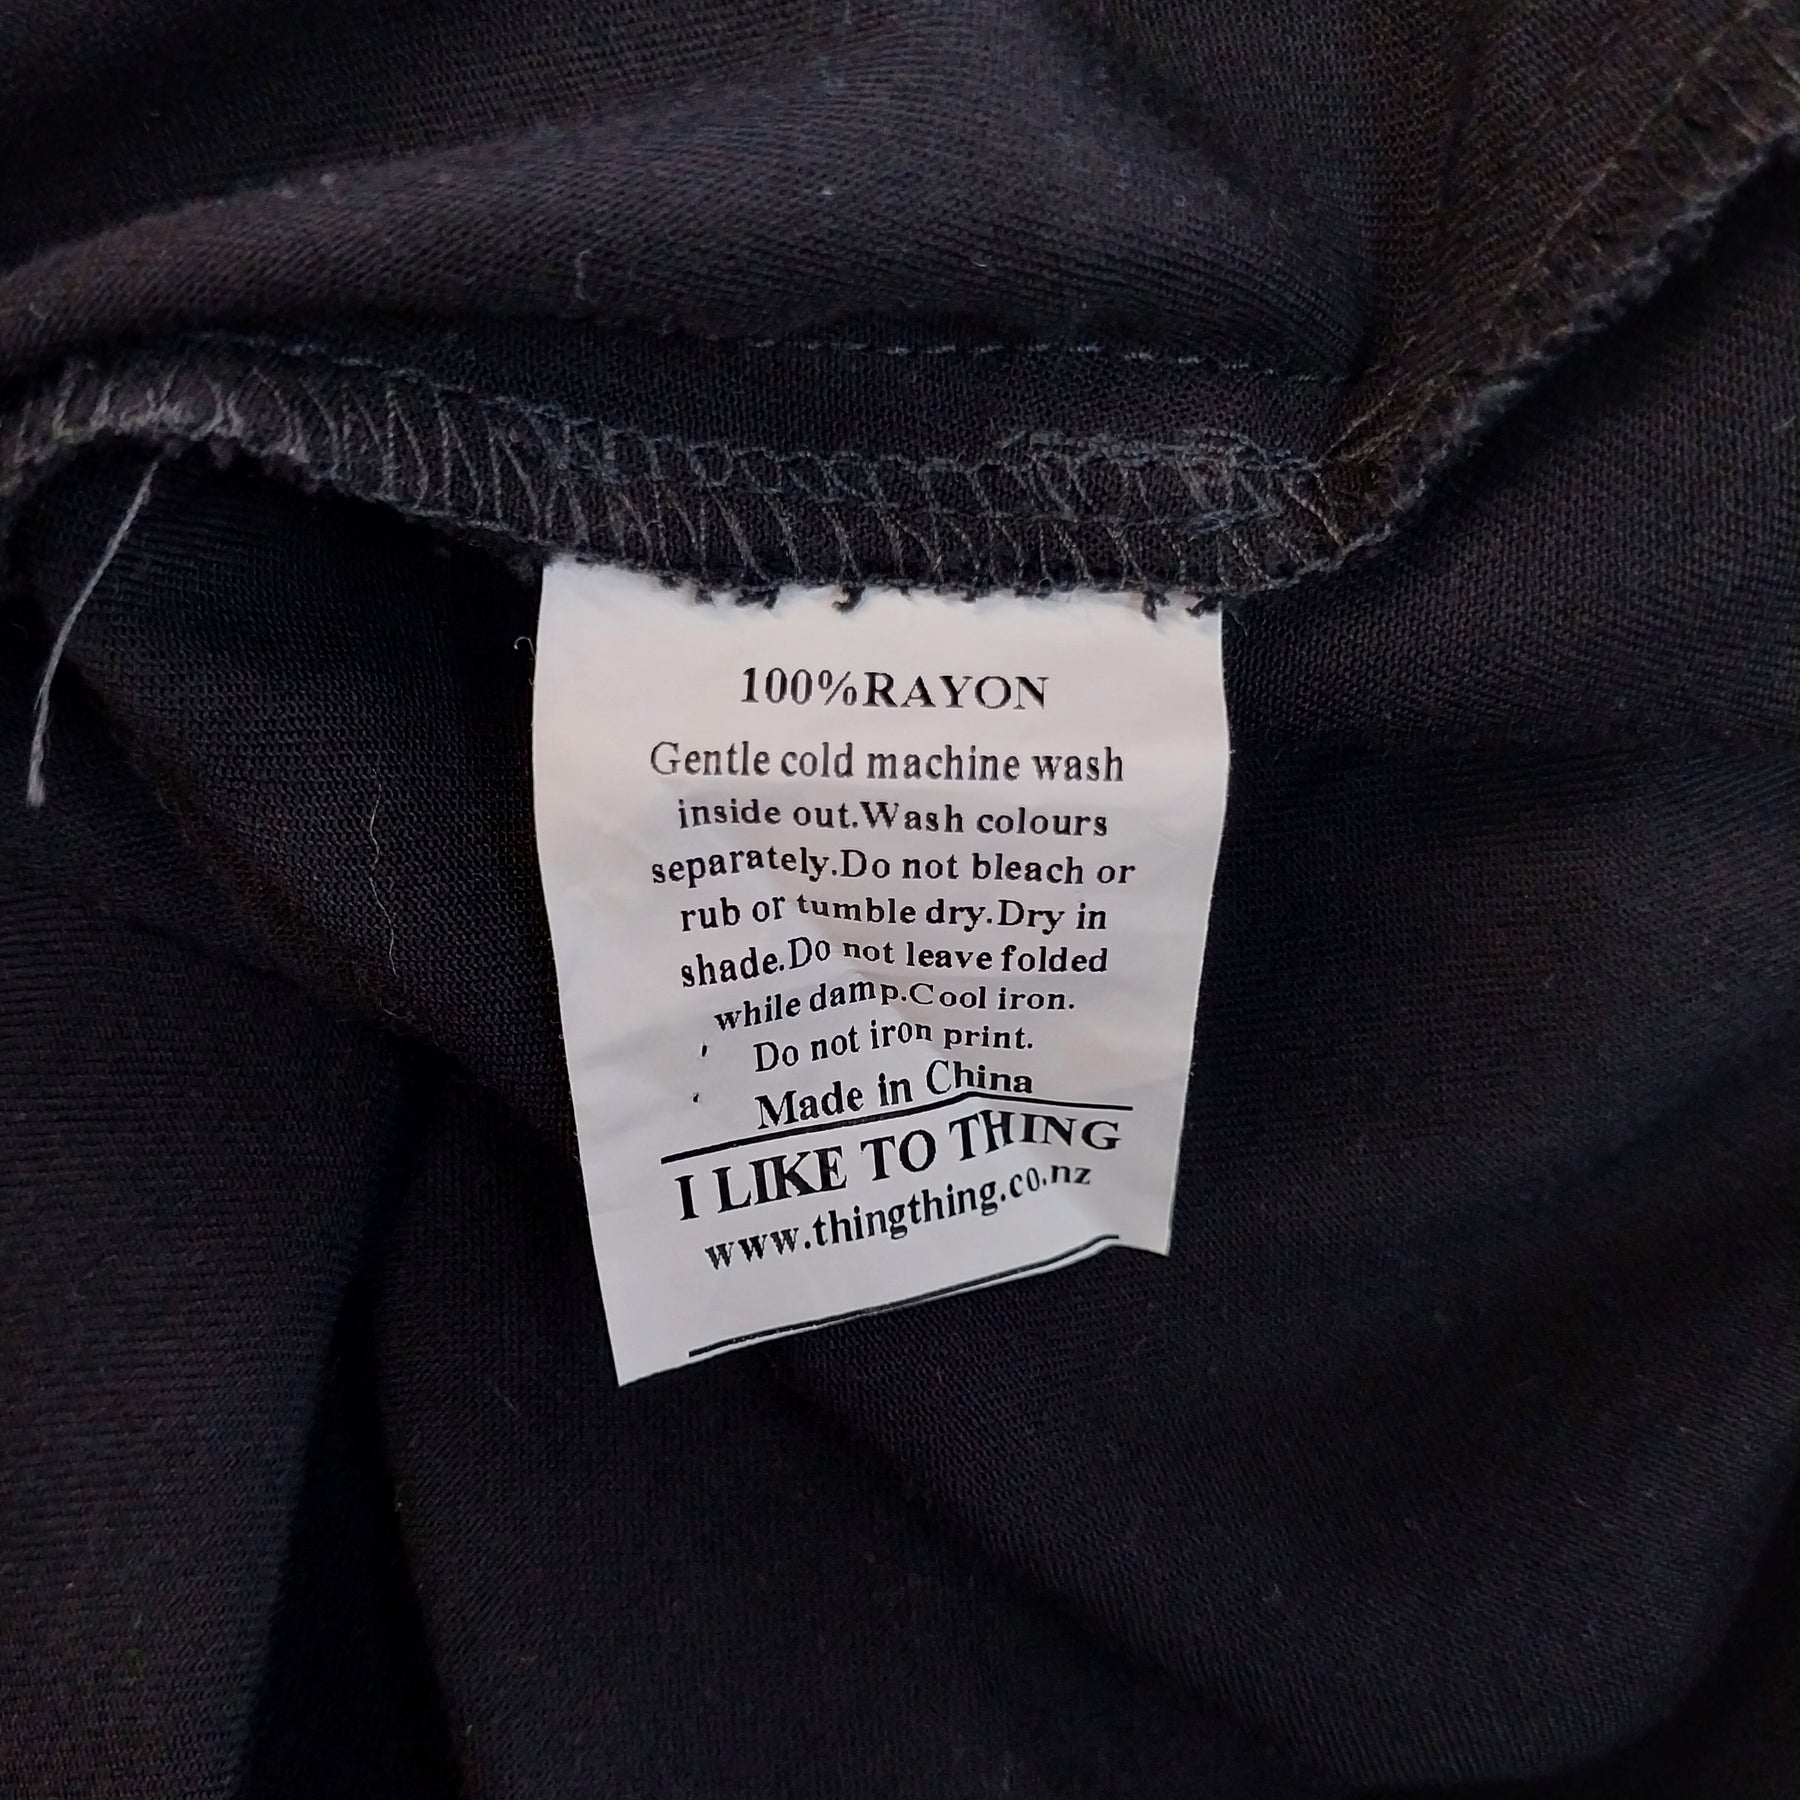 100%RAYON
Gentle cold machine wash
inside out.Wash colours
separately.Do not bleach or
rub or tumble dry.Dry in
shade.Do not leave folded
while damp.Cool iron.
Do not iron print.
Made in China
I LIKE TO THING
www.thingthing.co.nz